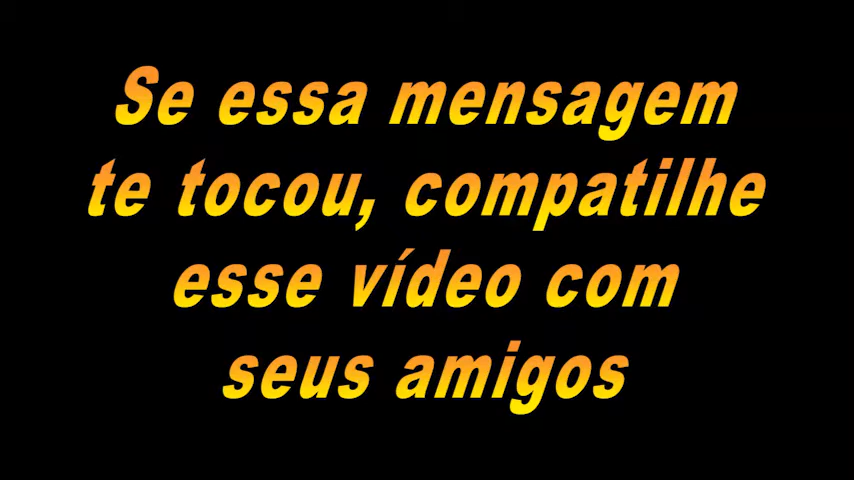 Se essa mensagem
te tocou, compatilhe
esse vídeo com
seus amigos